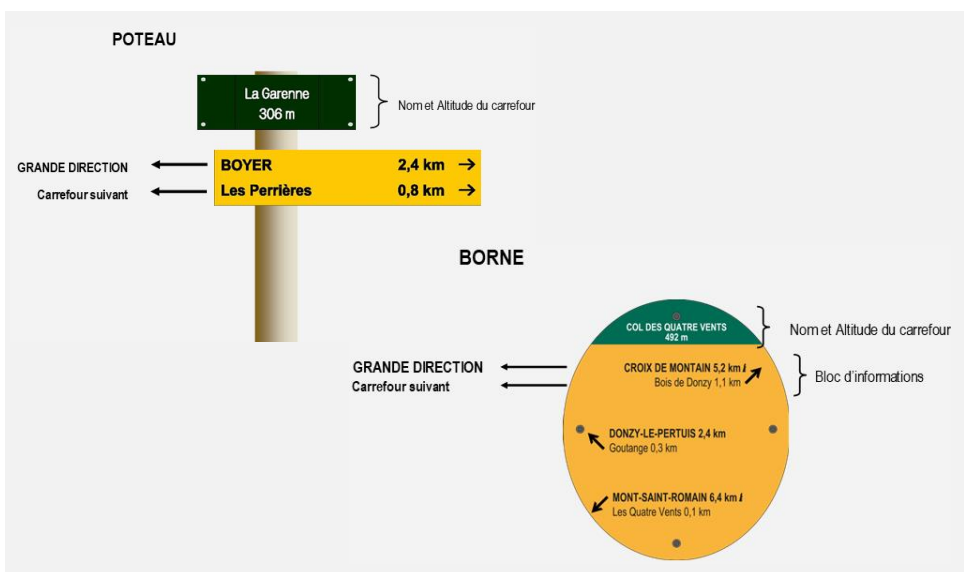 POTEAU
La Garenne
306 m
Nom et Altitude du carrefour
GRANDE DIRECTION
BOYER 2,4 km →
Carrefour suivant
Les Perrières 0,8 km →
BORNE
COL DES QUATRE VENTS
492 m
Nom et Altitude du carrefour
GRANDE DIRECTION
Carrefour suivant
CROIX DE MONTAIN 5,2 km i
Bois de Donzy 1,1 km
Bloc d'informations
DONZY-LE-PERTUIS 2,4 km
Goutange 0,3 km
MONT-SAINT-ROMAIN 6,4 km i
Les Quatre Vents 0,1 km